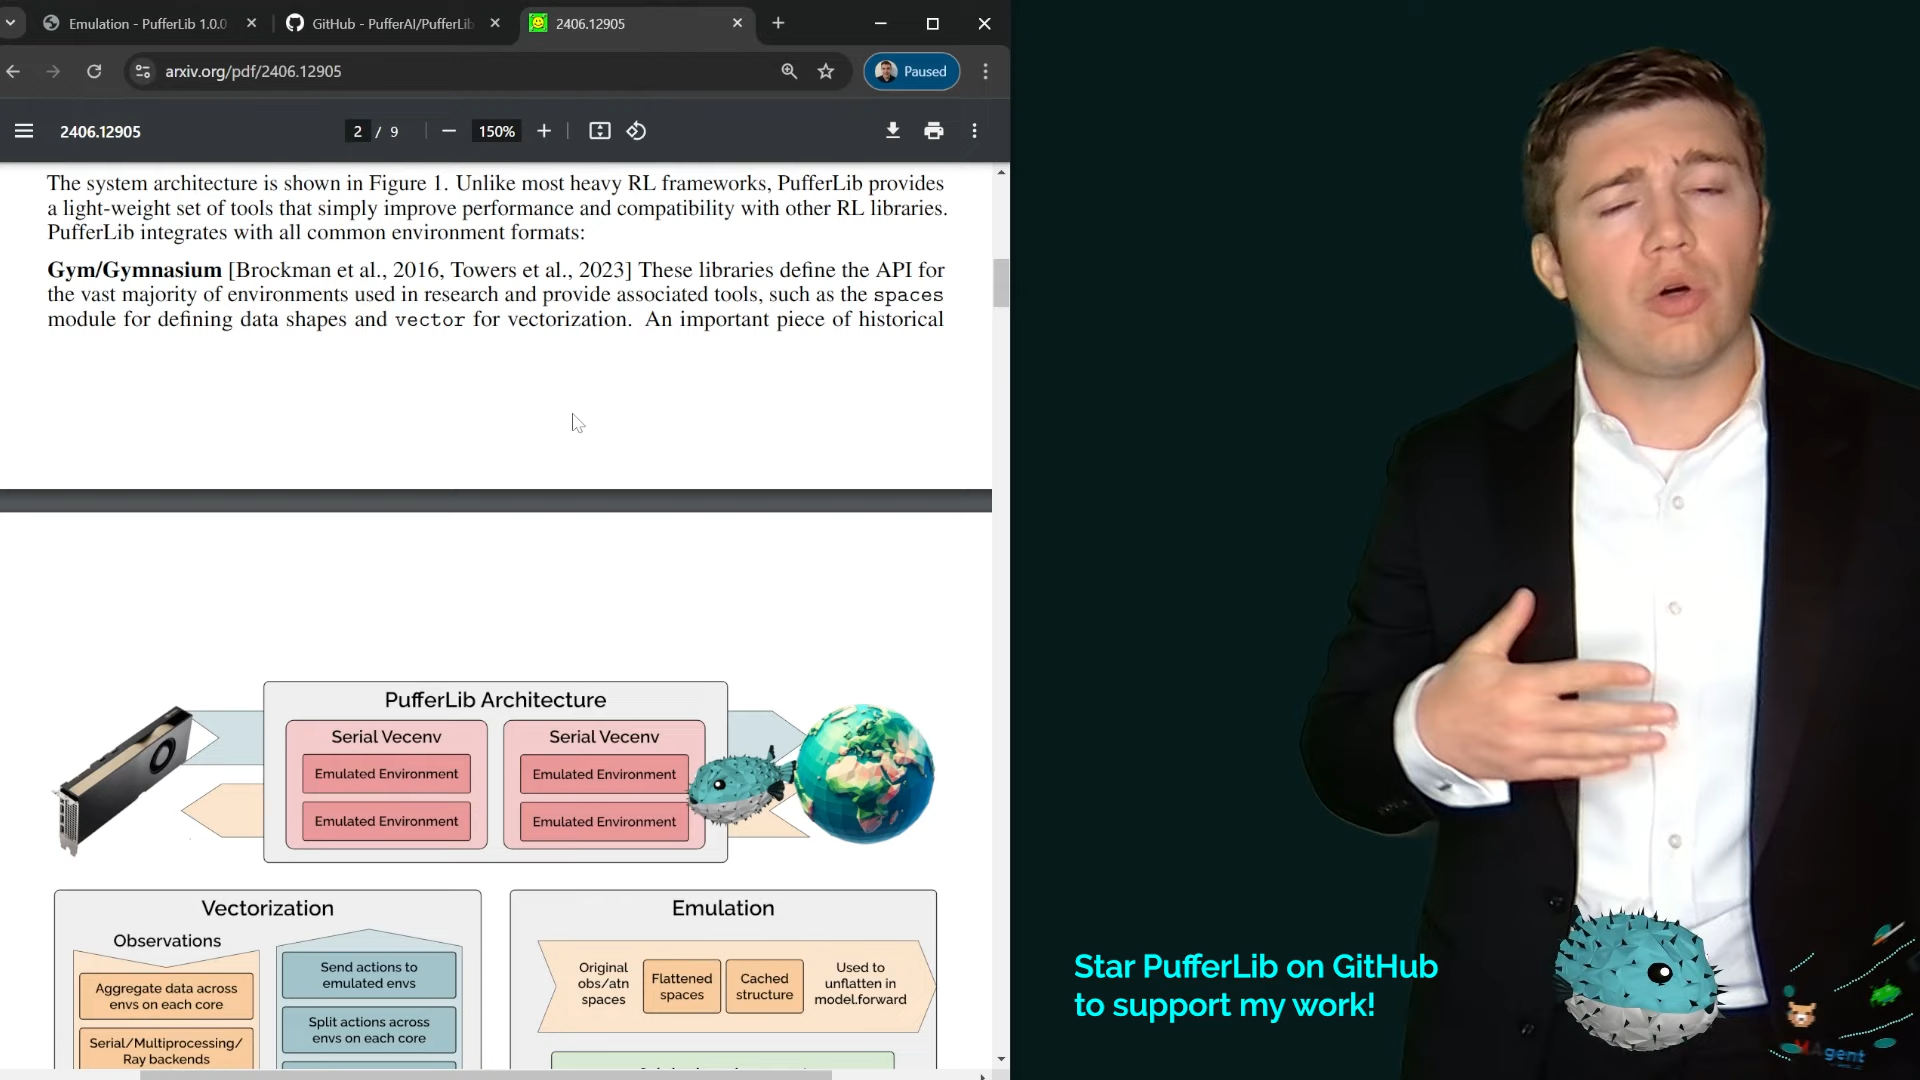 Emulation - PufferLib 1.0.0
GitHub - PufferAI/PufferLib
2406.12905
arxiv.org/pdf/2406.12905
Paused
2406.12905
2 / 9
150%
The system architecture is shown in Figure 1. Unlike most heavy RL frameworks, PufferLib provides
a light-weight set of tools that simply improve performance and compatibility with other RL libraries.
PufferLib integrates with all common environment formats:
Gym/Gymnasium [Brockman et al., 2016, Towers et al., 2023] These libraries define the API for
the vast majority of environments used in research and provide associated tools, such as the spaces
module for defining data shapes and vector for vectorization. An important piece of historical
PufferLib Architecture
Serial Vecenv
Emulated Environment
Emulated Environment
Serial Vecenv
Emulated Environment
Emulated Environment
Vectorization
Observations
Aggregate data across
envs on each core
Serial/Multiprocessing/
Ray backends
Send actions to
emulated envs
Split actions across
envs on each core
Emulation
Original
obs/atn
spaces
Flattened
spaces
Cached
structure
Used to
unflatten in
model.forward
Star PufferLib on GitHub
to support my work!
MAgent